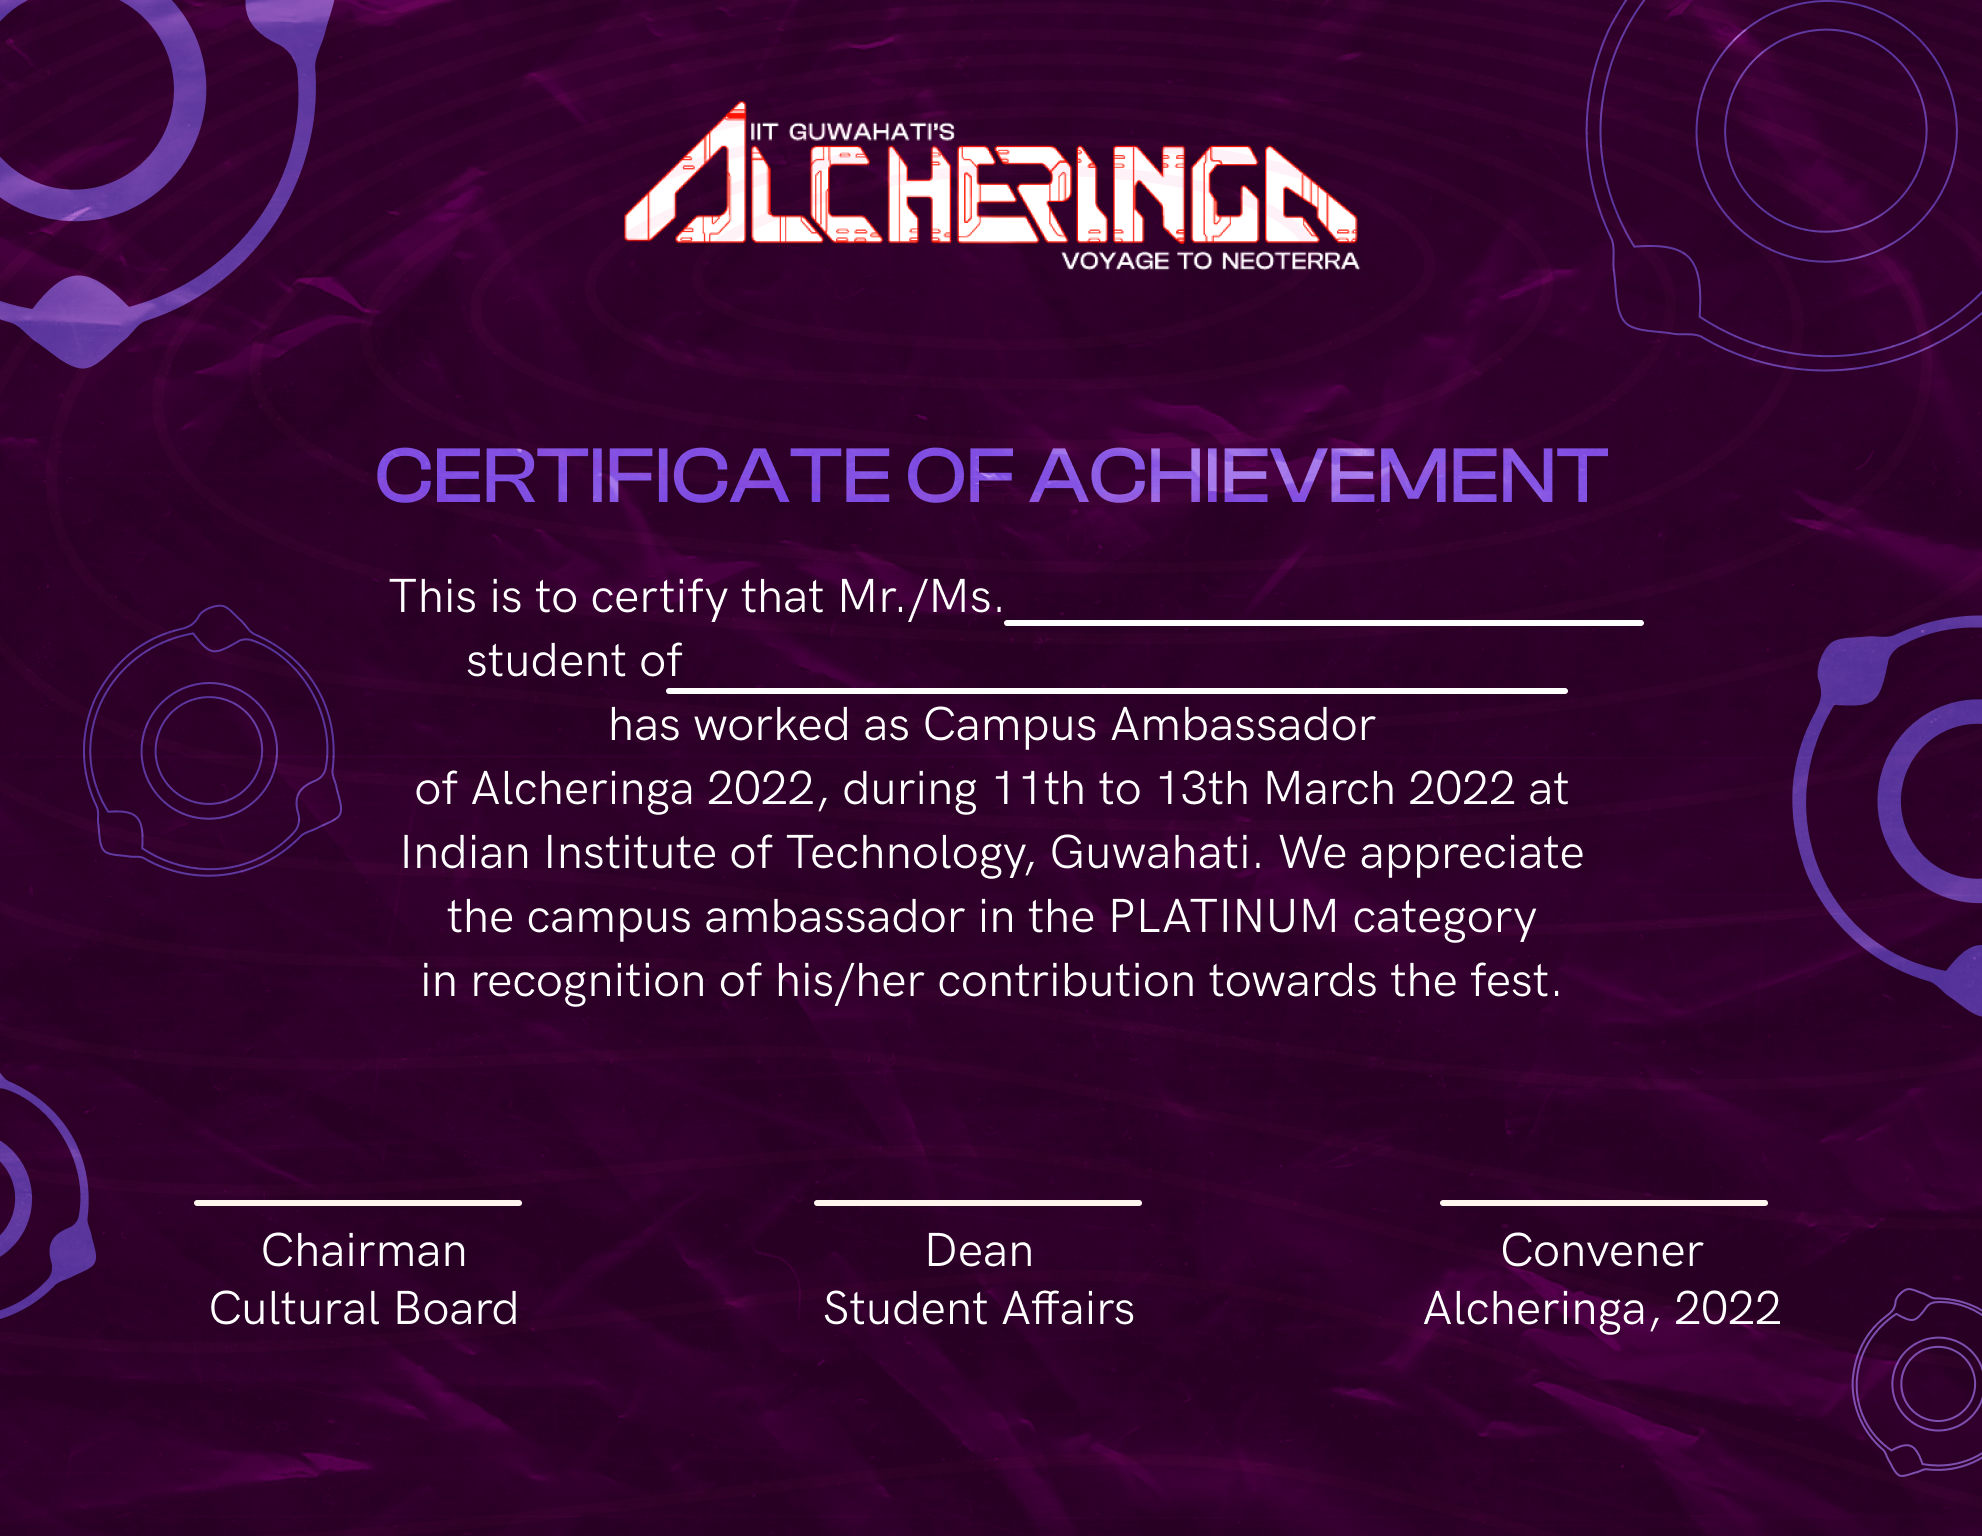 IIT GUWAHATI'S
ALCHERINGA
VOYAGE TO NEOTERRA
CERTIFICATE OF ACHIEVEMENT
This is to certify that Mr./Ms.
student of
has worked as Campus Ambassador
of Alcheringa 2022, during 11th to 13th March 2022 at
Indian Institute of Technology, Guwahati. We appreciate
the campus ambassador in the PLATINUM category
in recognition of his/her contribution towards the fest.
Chairman
Cultural Board
Dean
Student Affairs
Convener
Alcheringa, 2022